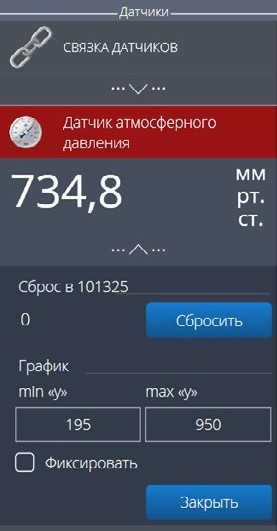 Датчики
СВЯЗКА ДАТЧИКОВ
Датчик атмосферного
давления
734,8
мм
рт.
ст.
Сброс в 101325
0
Сбросить
График
min «y»
max «y»
195
950
Фиксировать
Закрыть